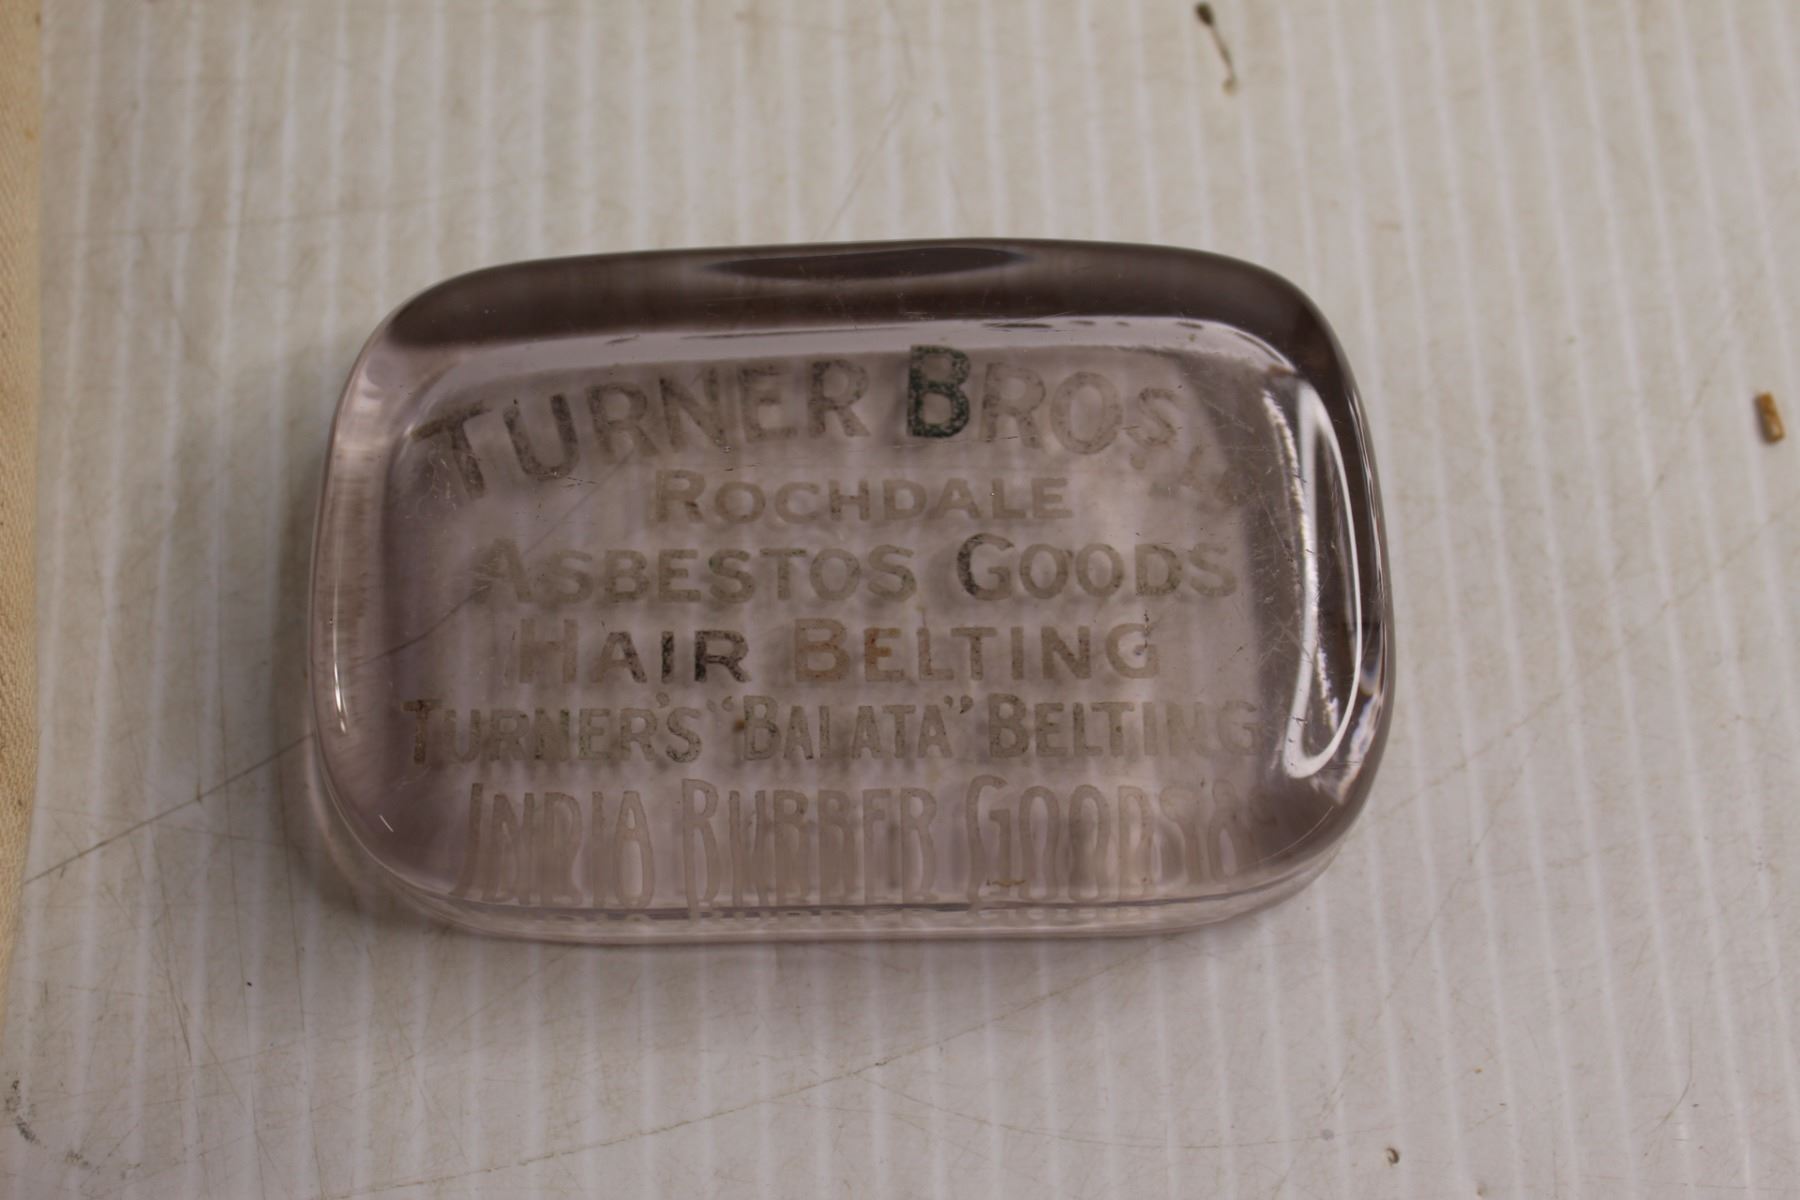 TURNER BROS.
ROCHDALE
ASBESTOS GOODS
HAIR BELTING
TURNER'S "BALATA" BELTING
INDIA RUBBER GOODS